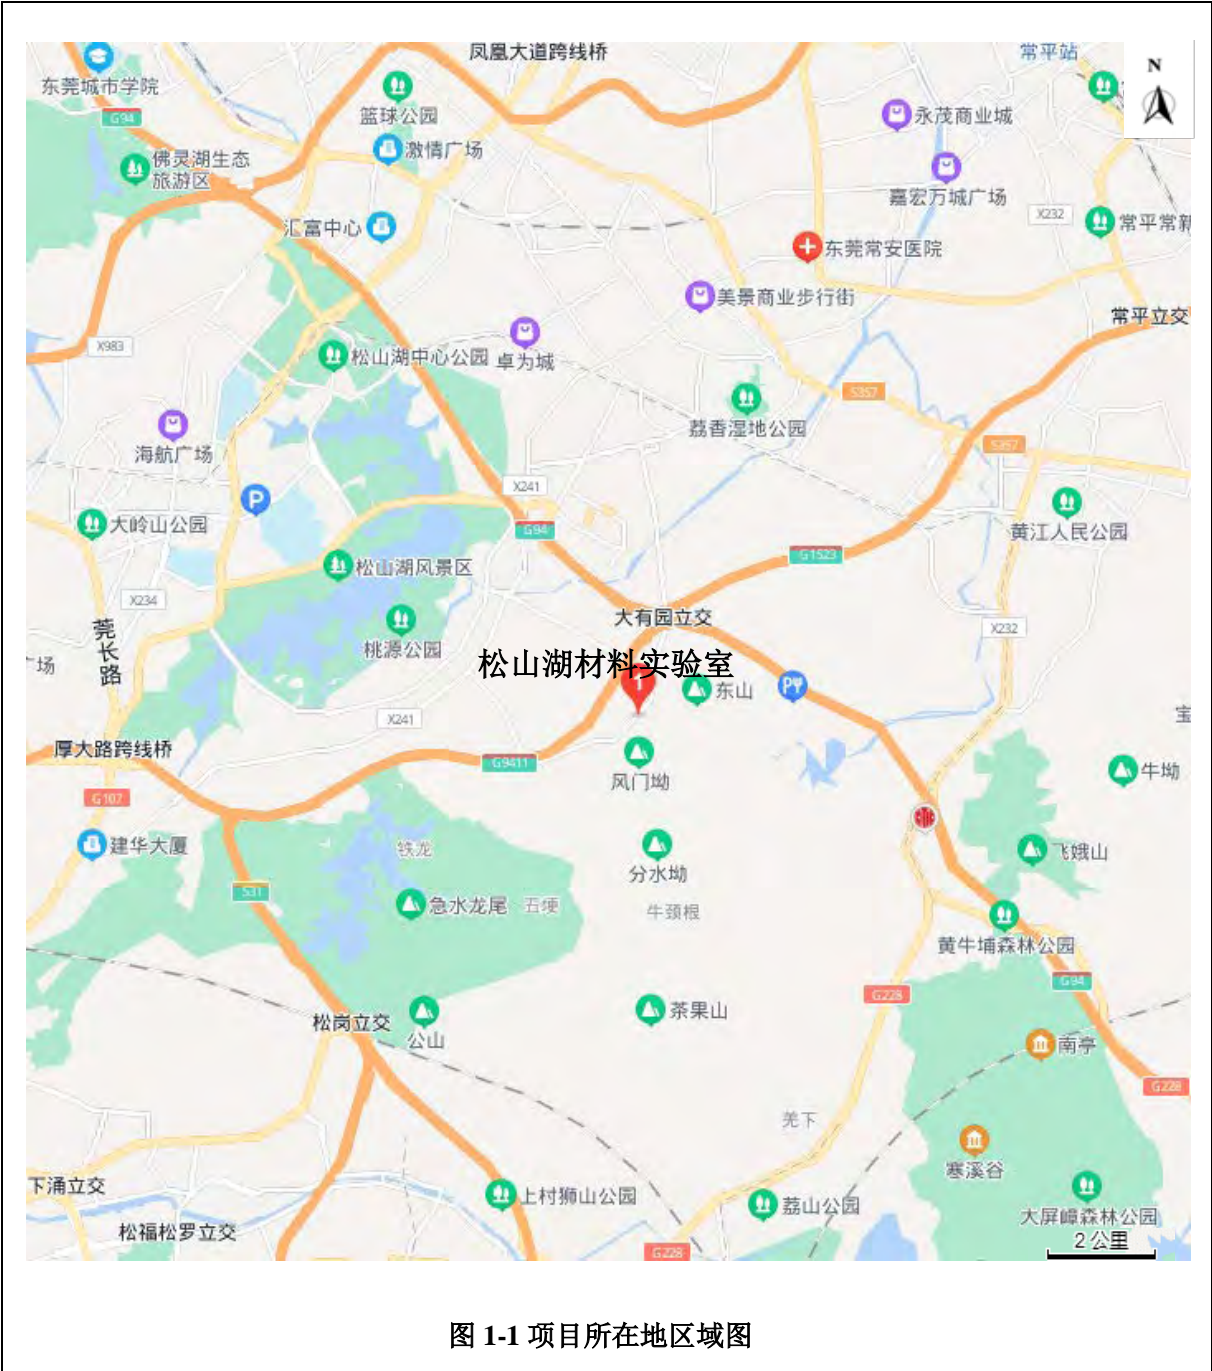 凤凰大道跨线桥
常平站
N
东莞城市学院
G94
篮球公园
永茂商业城
激情广场
佛灵湖生态
旅游区
嘉宏万城广场
X232
汇富中心
常平常新
东莞常安医院
美景商业步行街
常平立交
X983
松山湖中心公园
卓为城
S357
荔香湿地公园
海航广场
S357
X241
P
大岭山公园
G94
黄江人民公园
G1523
松山湖风景区
X234
大有园立交
X232
莞长路
桃源公园
广场
松山湖材料实验室
1
东山
P
X241
宝
厚大路跨线桥
G9411
风门坳
牛坳
G107
建华大厦
铁龙
飞娥山
分水坳
S31
急水龙尾
五埂
牛颈根
黄牛埔森林公园
G94
G228
松岗立交
公山
茶果山
南亭
G228
羌下
寒溪谷
下涌立交
上村狮山公园
荔山公园
大屏嶂森林公园
松福松罗立交
2 公里
G228
图 1-1 项目所在地区域图